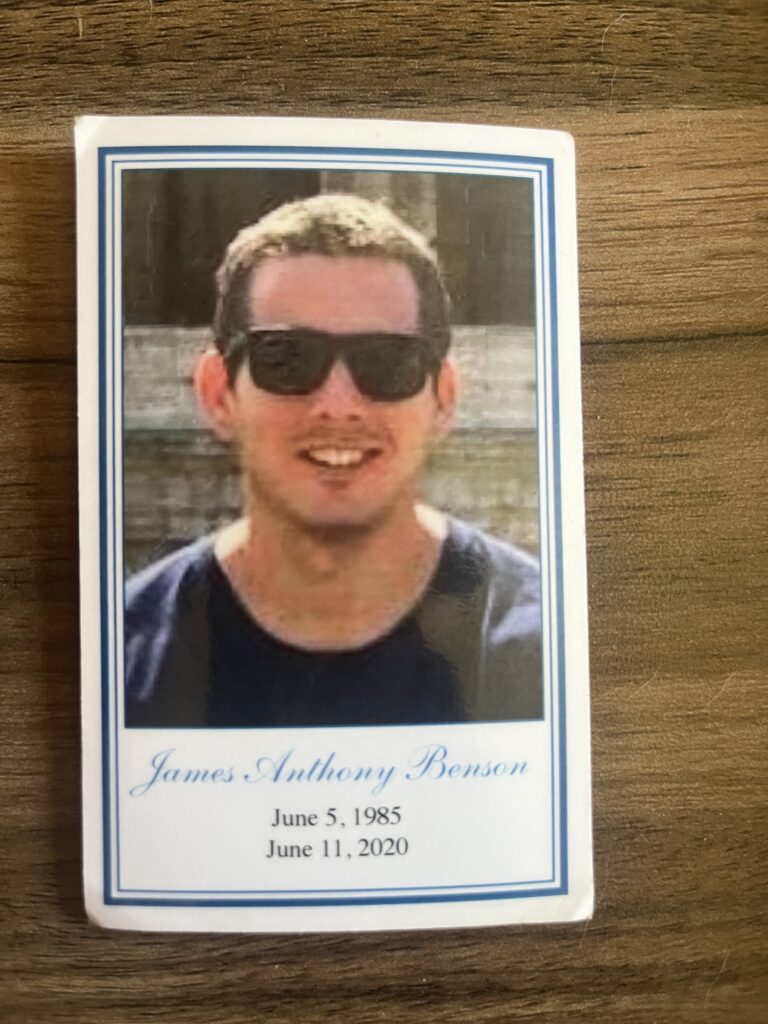 James Anthony Benson
June 5, 1985
June 11, 2020